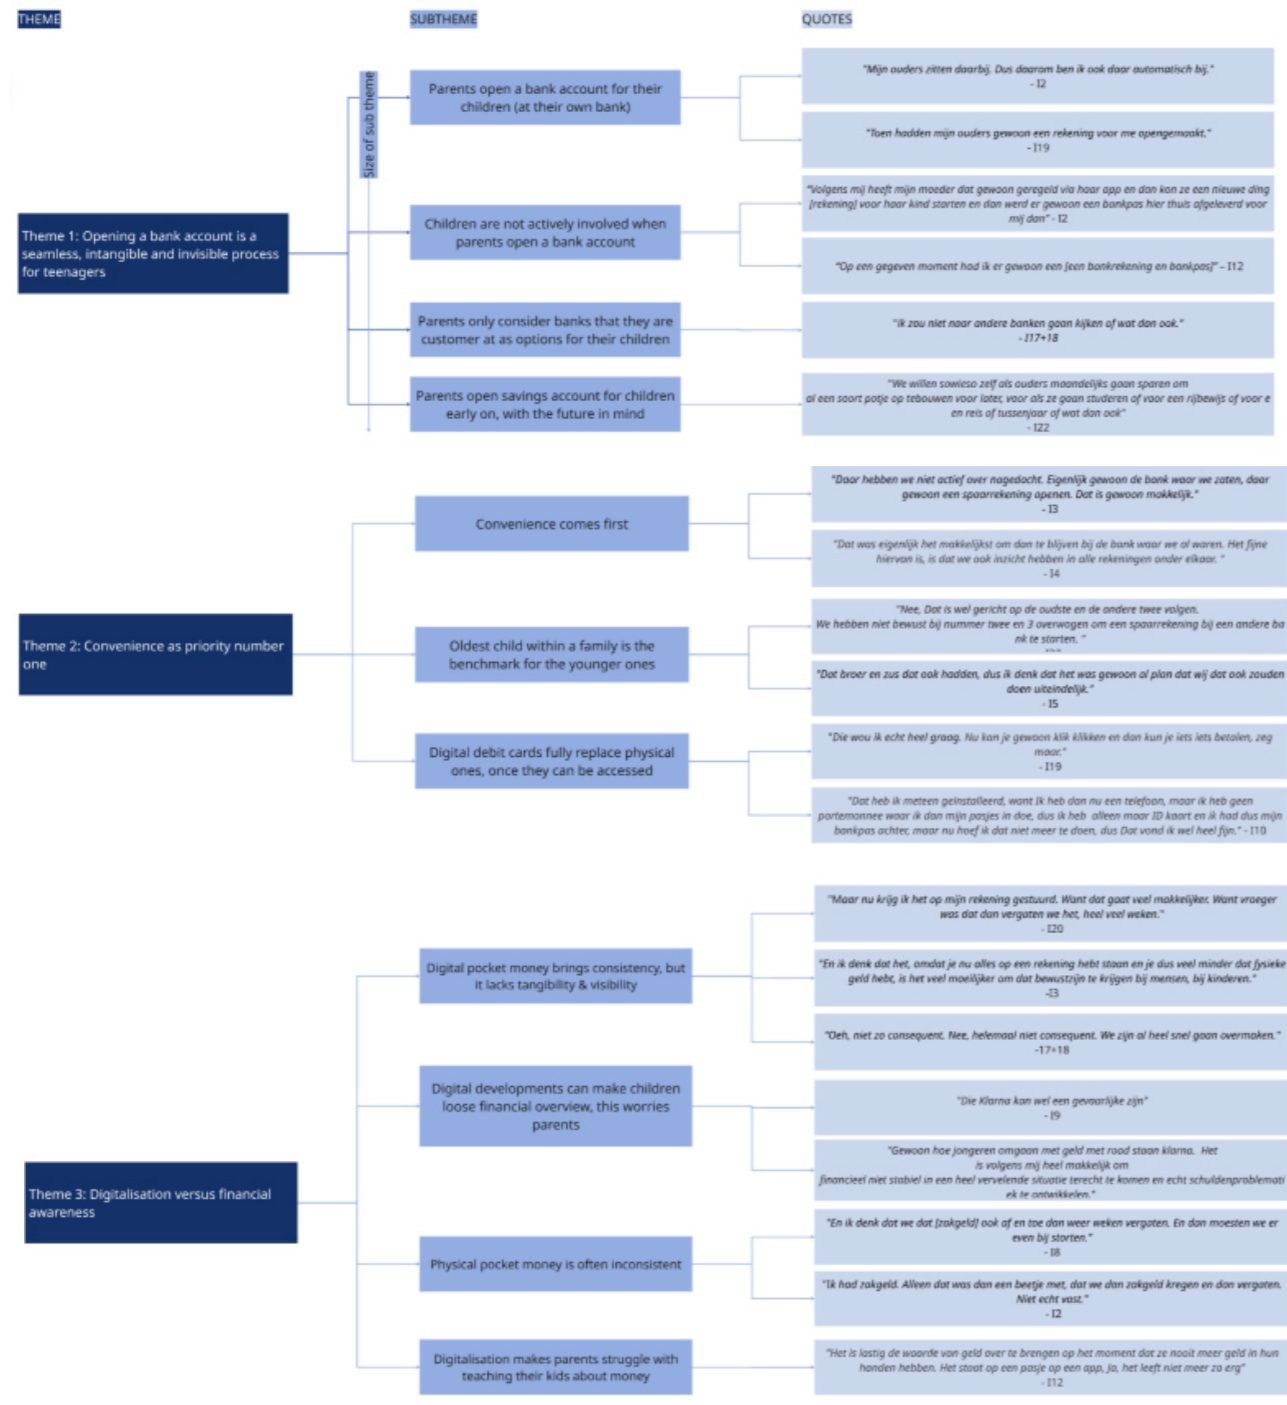 THEME
SUBTHEME
QUOTES
Size of sub theme
Theme 1: Opening a bank account is a
seamless, intangible and invisible process
for teenagers
Parents open a bank account for their
children (at their own bank)
"Mijn ouders zitten daarbij. Dus daarom ben ik ook daar automatisch bij."
- I2
"Toen hadden mijn ouders gewoon een rekening voor me opengemaakt."
- I19
Children are not actively involved when
parents open a bank account
"Volgens mij heeft mijn moeder dat gewoon geregeld via haar app en dan kon ze een nieuwe ding
[rekening] voor haar kind starten en dan werd er gewoon een bankpas hier thuis afgeleverd voor
mij dan" - I2
"Op een gegeven moment had ik er gewoon een [een bankrekening en bankpas]" – I12
Parents only consider banks that they are
customer at as options for their children
"Ik zou niet naar andere banken gaan kijken of wat dan ook."
- I17+18
Parents open savings account for children
early on, with the future in mind
"We willen sowieso zelf als ouders maandelijks gaan sparen om
al een soort potje op tebouwen voor later, voor als ze gaan studeren of voor een rijbewijs of voor e
en reis of tussenjaar of wat dan ook"
- I22
Theme 2: Convenience as priority number
one
Convenience comes first
"Daar hebben we niet actief over nagedacht. Eigenlijk gewoon de bank waar we zaten, daar
gewoon een spaarrekening openen. Dat is gewoon makkelijk."
- I3
"Dat was eigenlijk het makkelijkst om dan te blijven bij de bank waar we al waren. Het fijne
hiervan is, is dat we ook inzicht hebben in alle rekeningen onder elkaar. "
- I4
Oldest child within a family is the
benchmark for the younger ones
"Nee, Dat is wel gericht op de oudste en de andere twee volgen.
We hebben niet bewust bij nummer twee en 3 overwogen om een spaarrekening bij een andere ba
nk te starten. "
"Dat broer en zus dat ook hadden, dus ik denk dat het was gewoon al plan dat wij dat ook zouden
doen uiteindelijk."
- I5
Digital debit cards fully replace physical
ones, once they can be accessed
"Die wou ik echt heel graag. Nu kan je gewoon klik klikken en dan kun je iets iets betalen, zeg
maar."
- I19
"Dat heb ik meteen geïnstalleerd, want Ik heb dan nu een telefoon, maar ik heb geen
portemonnee waar ik dan mijn pasjes in doe, dus ik heb alleen maar ID kaart en ik had dus mijn
bankpas achter, maar nu hoef ik dat niet meer te doen, dus Dat vond ik wel heel fijn." - I10
Theme 3: Digitalisation versus financial
awareness
Digital pocket money brings consistency, but
it lacks tangibility & visibility
"Maar nu krijg ik het op mijn rekening gestuurd. Want dat gaat veel makkelijker. Want vroeger
was dat dan vergaten we het, heel veel weken."
- I20
"En ik denk dat het, omdat je nu alles op een rekening hebt staan en je dus veel minder dat fysieke
geld hebt, is het veel moeilijker om dat bewustzijn te krijgen bij mensen, bij kinderen."
-I3
"Oeh, niet zo consequent. Nee, helemaal niet consequent. We zijn al heel snel gaan overmaken."
-17+18
Digital developments can make children
loose financial overview, this worries
parents
"Die Klarna kan wel een gevaarlijke zijn"
- I9
"Gewoon hoe jongeren omgaan met geld met rood staan klarna. Het
is volgens mij heel makkelijk om
financieel niet stabiel in een heel vervelende situatie terecht te komen en echt schuldenproblemati
ek te ontwikkelen."
Physical pocket money is often inconsistent
"En ik denk dat we dat [zakgeld] ook af en toe dan weer weken vergaten. En dan moesten we er
even bij storten."
- I8
"Ik had zakgeld. Alleen dat was dan een beetje met, dat we dan zakgeld kregen en dan vergaten.
Niet echt vast."
- I2
Digitalisation makes parents struggle with
teaching their kids about money
"Het is lastig de waarde van geld over te brengen op het moment dat ze nooit meer geld in hun
handen hebben. Het staat op een pasje op een app, Ja, het leeft niet meer zo erg"
- I12